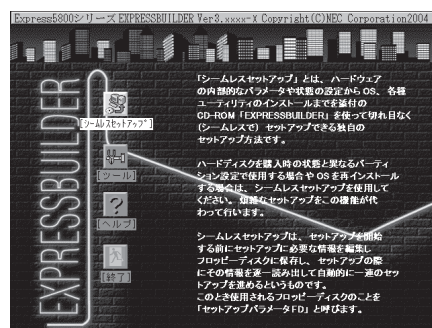 Express5800シリーズ EXPRESSBUILDER Ver3.xxxx-X Copyright(C)NEC Corporation2004
EXPRESSBUILDER
[シームレスセットアップ]
[ツール]
[ヘルプ]
[終了]
「シームレスセットアップ」とは、ハードウェア
の内部的なパラメータや状態の設定からOS、各種
ユーティリティのインストールまでを添付の
CD-ROM「EXPRESSBUILDER」を使って切れ目なく
(シームレスで) セットアップできる独自の
セットアップ方法です。
ハードディスクを購入時の状態と異なるパーティ
ション設定で使用する場合やOSを再インストール
する場合は、シームレスセットアップを使用して
ください。煩雑なセットアップをこの機能が代
わって行います。
シームレスセットアップは、セットアップを開始
する前にセットアップに必要な情報を編集し
フロッピーディスクに保存し、セットアップの際
にその情報を逐一読み出して自動的に一連のセッ
トアップを進めるというものです。
このとき使用されるフロッピーディスクのことを
「セットアップパラメータFD」と呼びます。